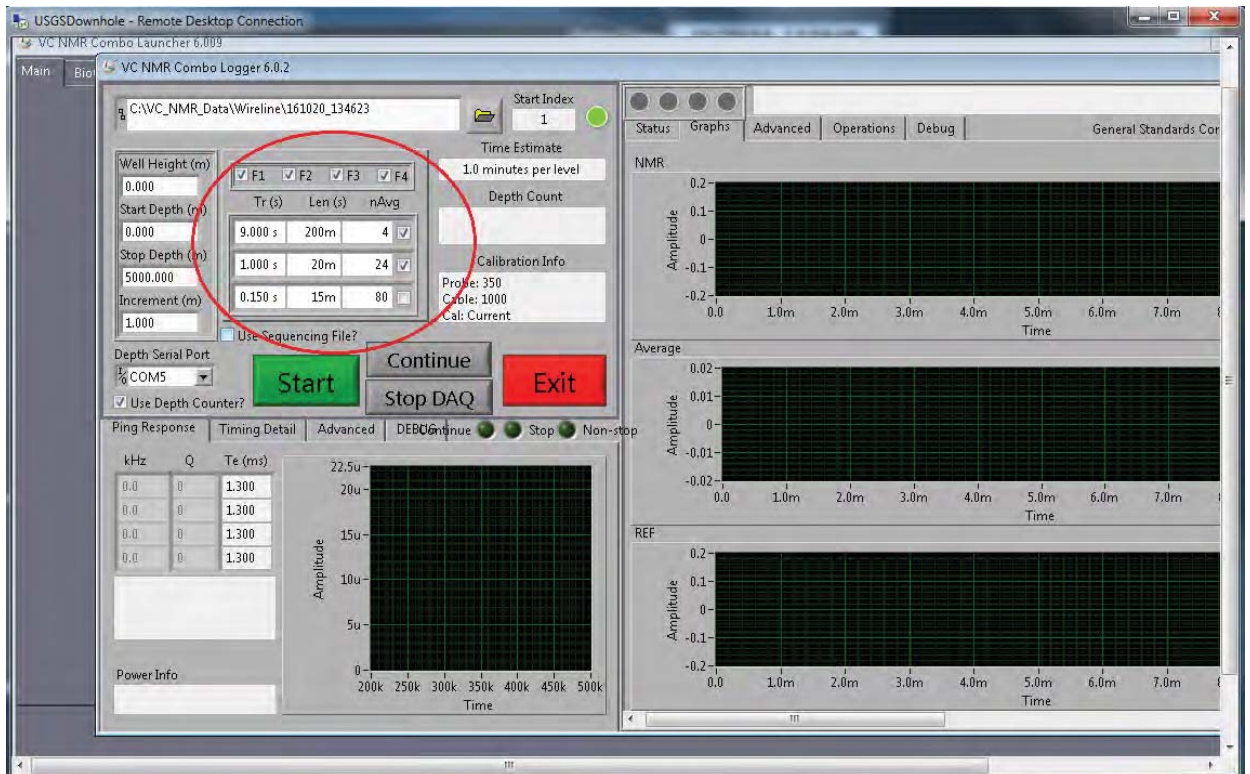 USGSDownhole - Remote Desktop Connection
VC NMR Combo Launcher 6.009
Main
VC NMR Combo Logger 6.0.2
C:\VC_NMR_Data\Wireline\161020_134623
Start Index
1
Time Estimate
1.0 minutes per level
Depth Count
Calibration Info
Probe: 350
Cable: 1000
Cal: Current
Well Height (m)
0.000
Start Depth (m)
0.000
Stop Depth (m)
5000.000
Increment (m)
1.000
F1 F2 F3 F4
Tr (s) Len (s) nAvg
9.000 s 200m 4
1.000 s 20m 24
0.150 s 15m 80
Use Sequencing File?
Depth Serial Port
COM5
Use Depth Counter?
Start
Continue
Stop DAQ
Exit
Ping Response Timing Detail Advanced
Continue Stop Non-stop
kHz Q Te (ms)
0.0 0 1.300
0.0 0 1.300
0.0 0 1.300
0.0 0 1.300
Power Info
Amplitude
22.5u
20u
15u
10u
5u
0
200k 250k 300k 350k 400k 450k 500k
Time
Status Graphs Advanced Operations Debug
General Standards Cor
NMR
Amplitude
0.2
0.1
0
-0.1
-0.2
0.0 1.0m 2.0m 3.0m 4.0m 5.0m 6.0m 7.0m
Time
Average
Amplitude
0.02
0.01
0
-0.01
-0.02
0.0 1.0m 2.0m 3.0m 4.0m 5.0m 6.0m 7.0m
Time
REF
Amplitude
0.2
0.1
0
-0.1
-0.2
0.0 1.0m 2.0m 3.0m 4.0m 5.0m 6.0m 7.0m
Time